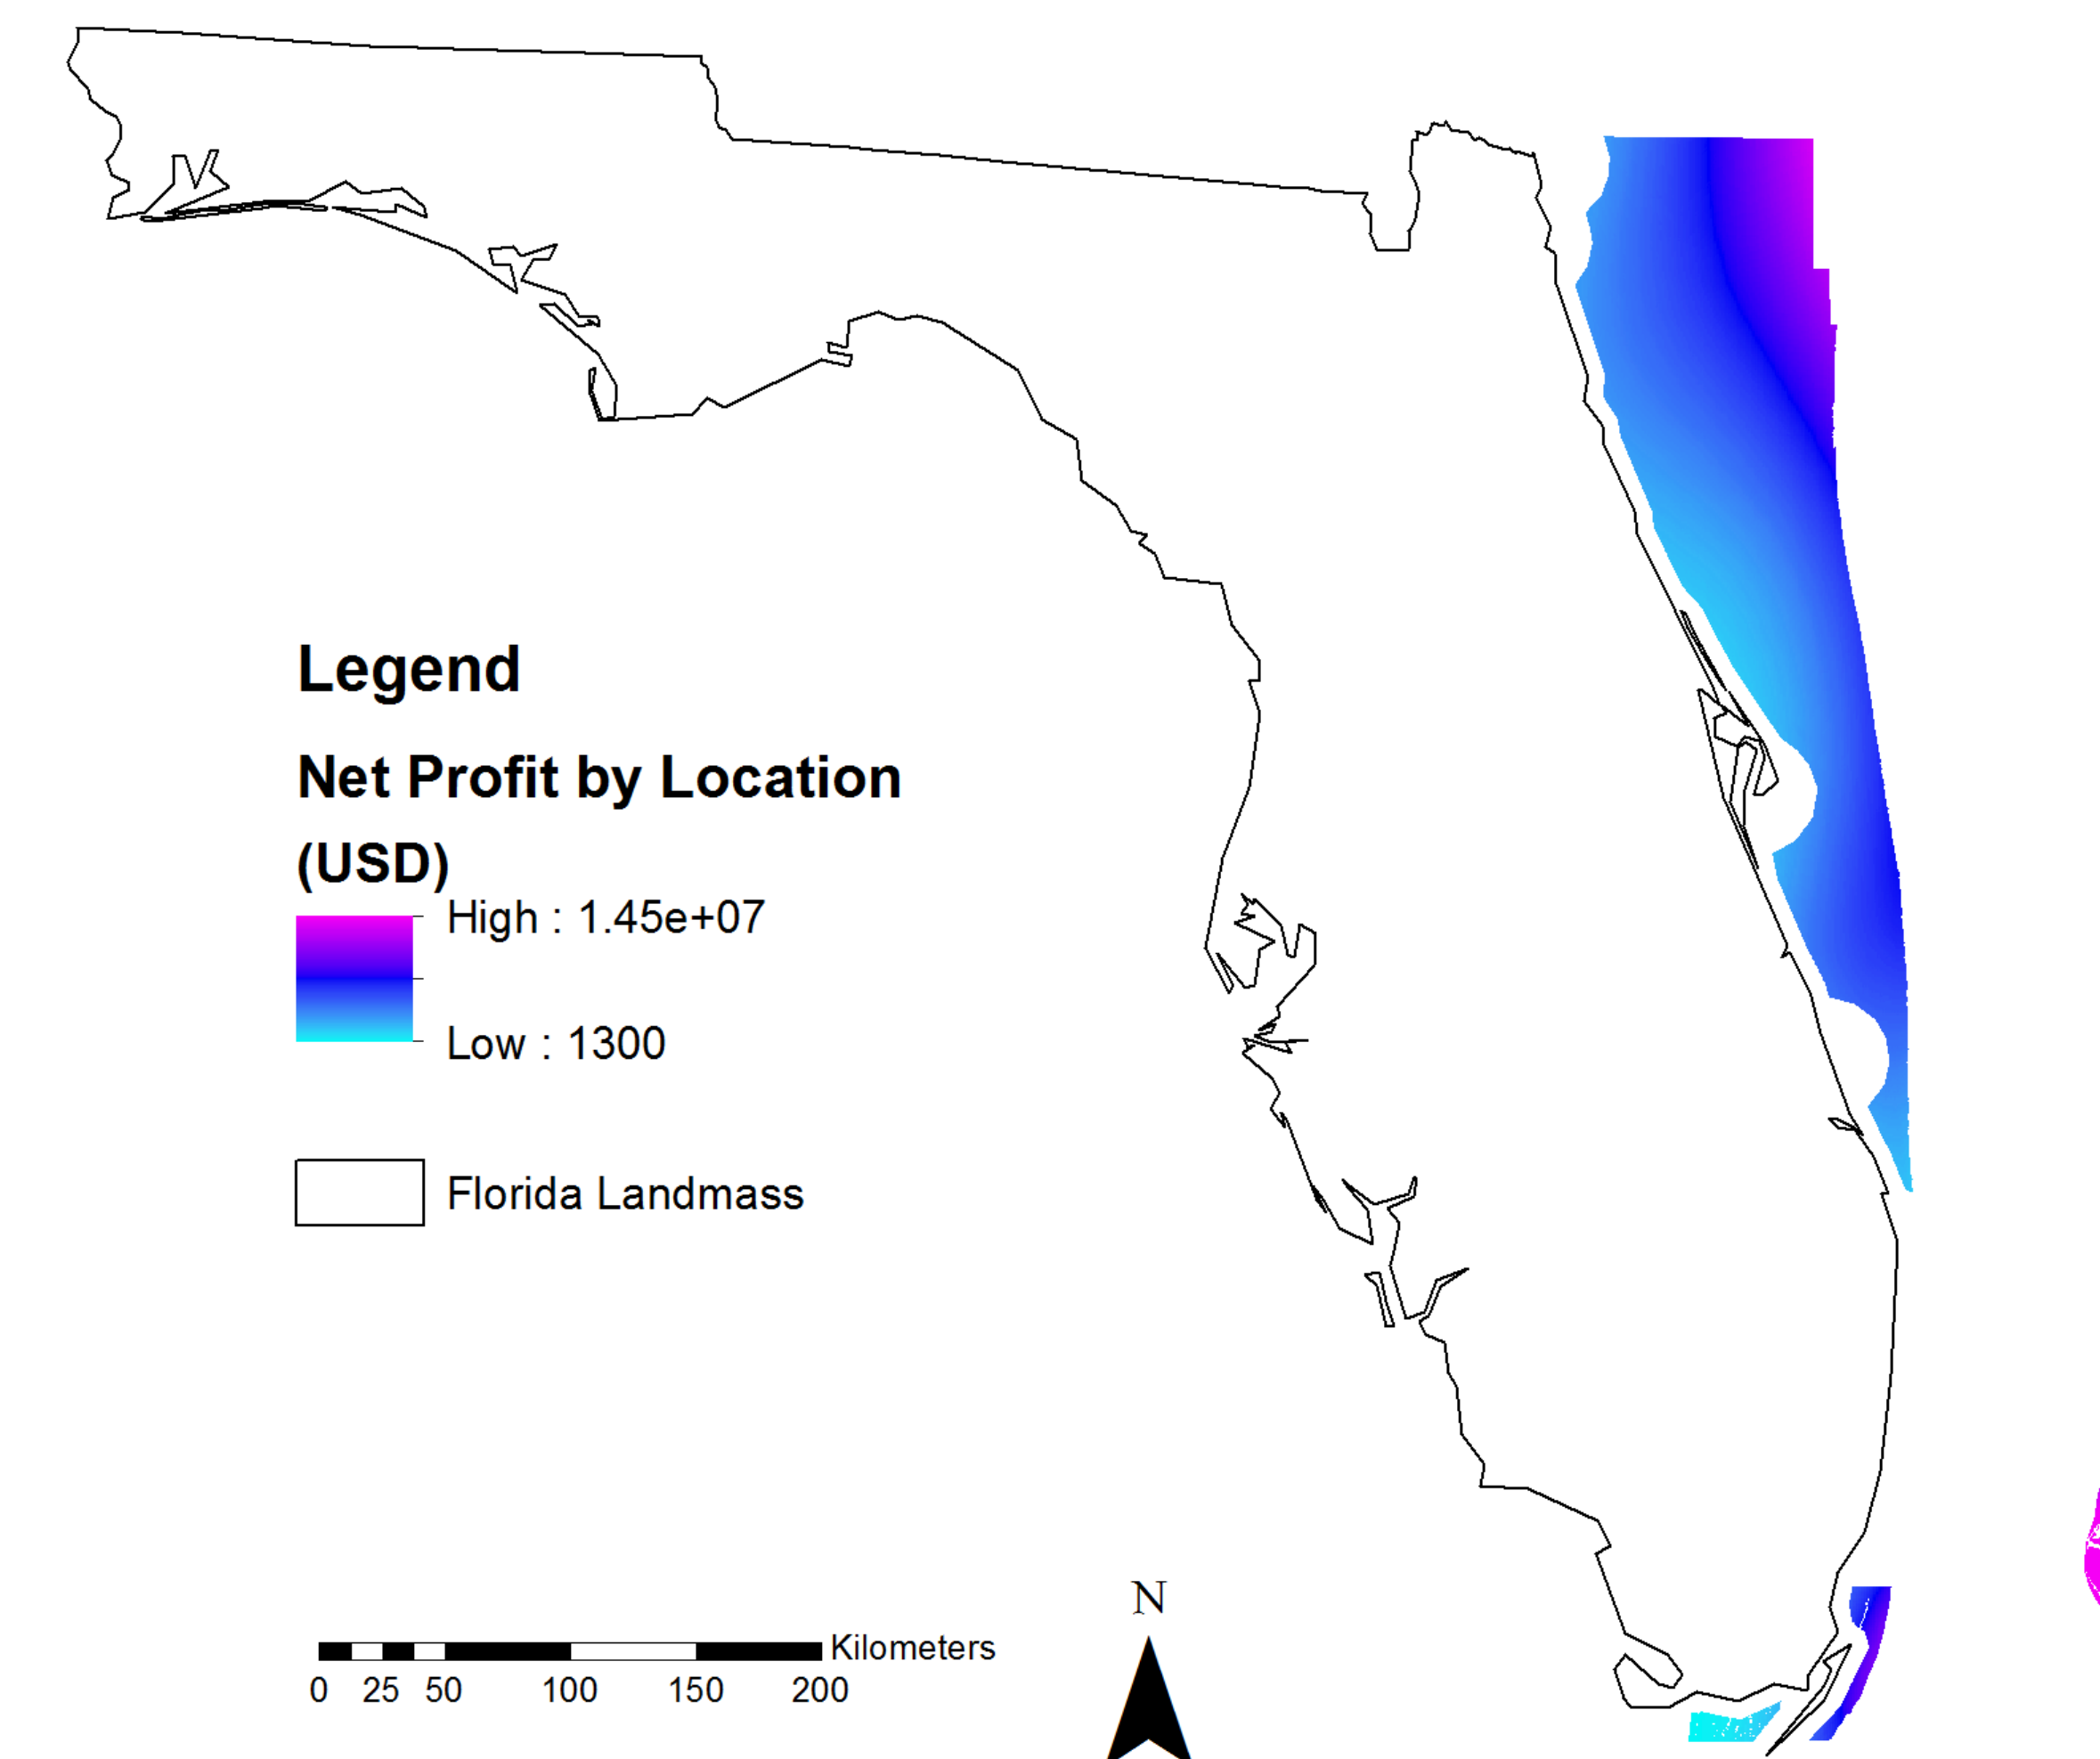 Legend
Net Profit by Location
(USD)
High : 1.45e+07
Low : 1300
Florida Landmass
N
Kilometers
0 25 50 100 150 200